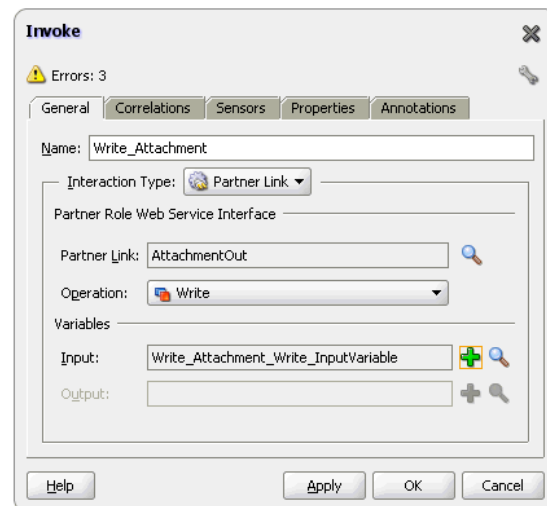 Invoke
Errors: 3
General Correlations Sensors Properties Annotations
Name: Write_Attachment
Interaction Type: Partner Link
Partner Role Web Service Interface
Partner Link: AttachmentOut
Operation: Write
Variables
Input: Write_Attachment_Write_InputVariable
Output:
Help Apply OK Cancel